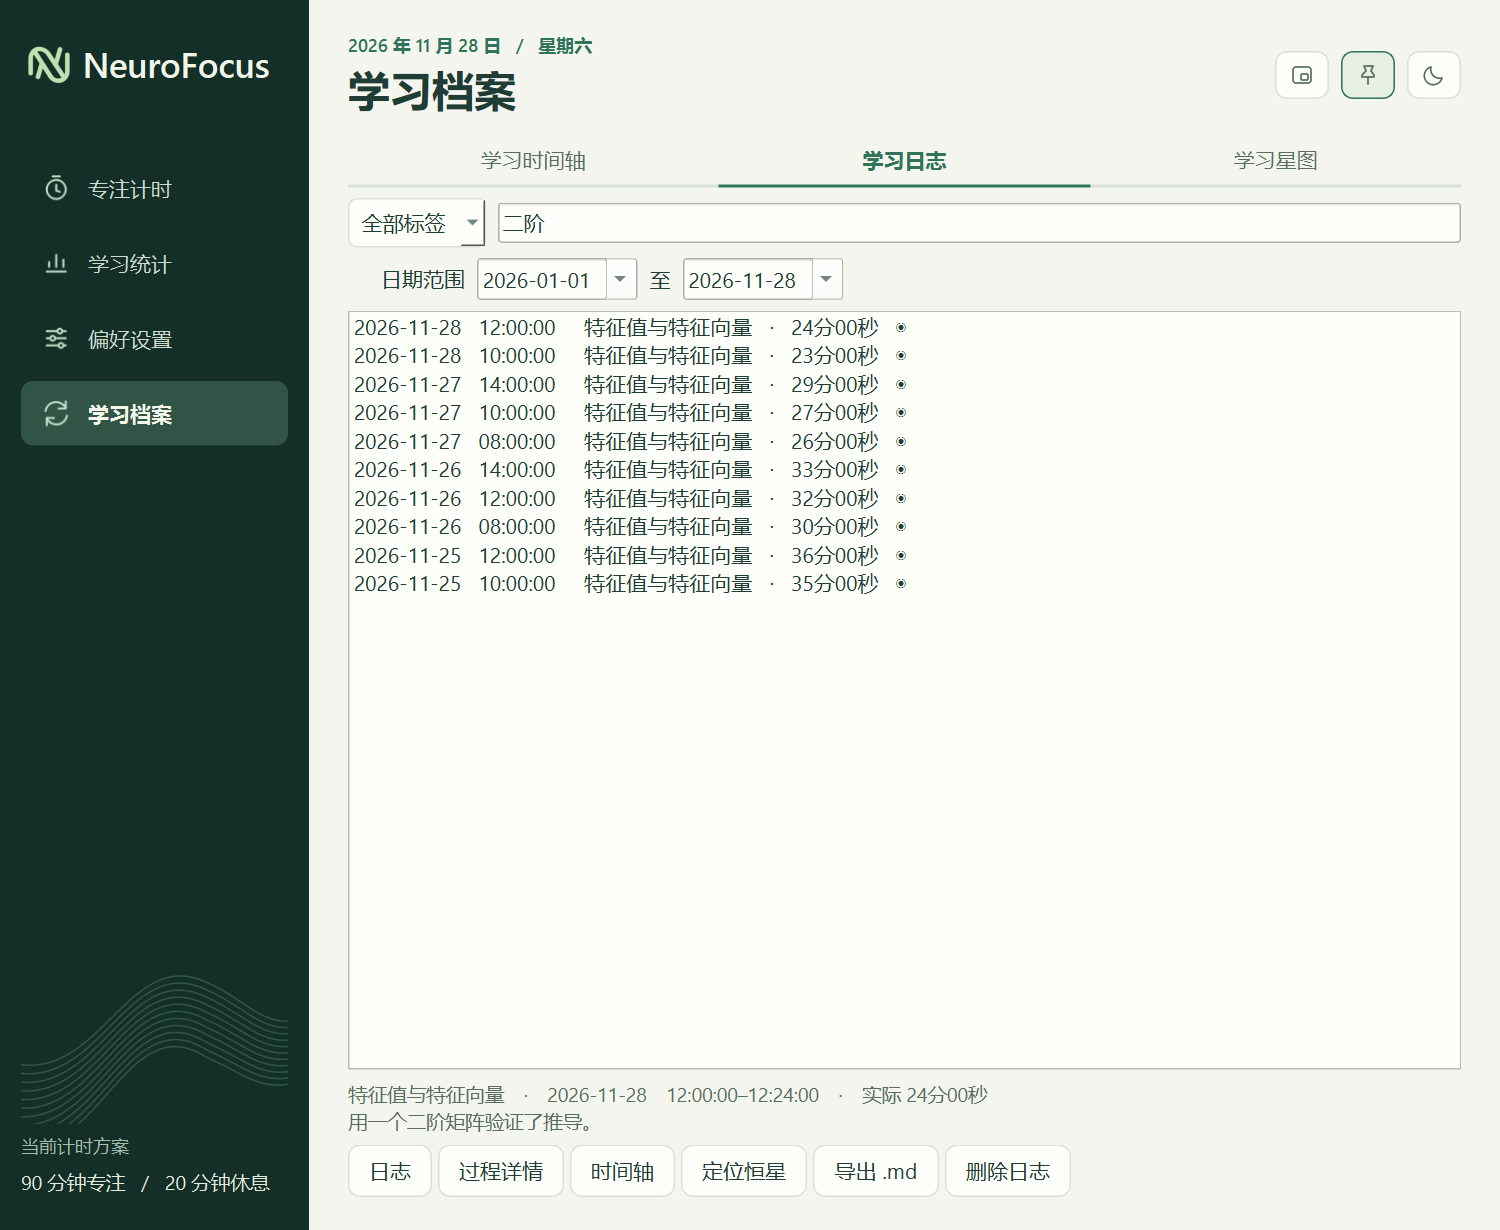 NeuroFocus
专注计时
学习统计
偏好设置
学习档案
当前计时方案
90 分钟专注 / 20 分钟休息
2026 年 11 月 28 日 / 星期六
学习档案
学习时间轴 学习日志 学习星图
全部标签 二阶
日期范围 2026-01-01 至 2026-11-28
2026-11-28 12:00:00 特征值与特征向量 · 24分00秒 ◉
2026-11-28 10:00:00 特征值与特征向量 · 23分00秒 ◉
2026-11-27 14:00:00 特征值与特征向量 · 29分00秒 ◉
2026-11-27 10:00:00 特征值与特征向量 · 27分00秒 ◉
2026-11-27 08:00:00 特征值与特征向量 · 26分00秒 ◉
2026-11-26 14:00:00 特征值与特征向量 · 33分00秒 ◉
2026-11-26 12:00:00 特征值与特征向量 · 32分00秒 ◉
2026-11-26 08:00:00 特征值与特征向量 · 30分00秒 ◉
2026-11-25 12:00:00 特征值与特征向量 · 36分00秒 ◉
2026-11-25 10:00:00 特征值与特征向量 · 35分00秒 ◉
特征值与特征向量 · 2026-11-28 12:00:00–12:24:00 · 实际 24分00秒
用一个二阶矩阵验证了推导。
日志 过程详情 时间轴 定位恒星 导出 .md 删除日志